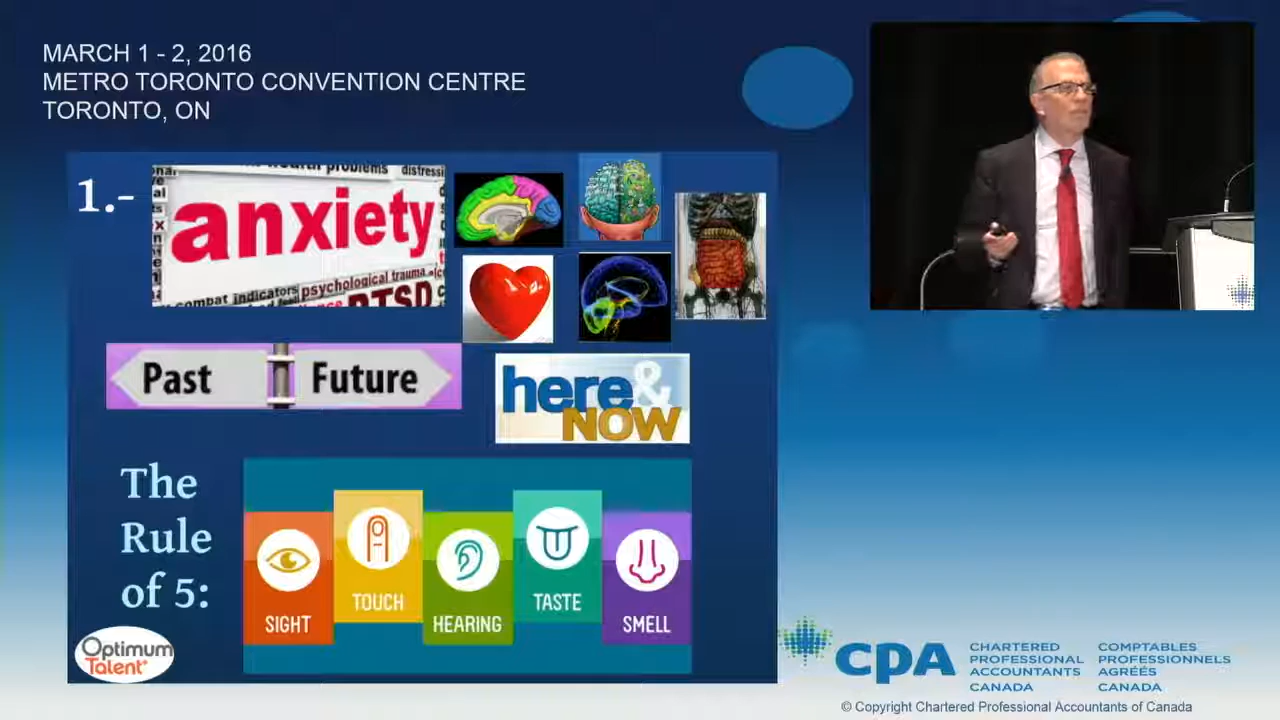 MARCH 1 - 2, 2016
METRO TORONTO CONVENTION CENTRE
TORONTO, ON
1.-
health problems
distressi
anxiety
combat indicators
psychological trauma
PTSD
Past
Future
here &
NOW
The
Rule
of 5:
SIGHT
TOUCH
HEARING
TASTE
SMELL
Optimum
Talent
CPA
CHARTERED
PROFESSIONAL
ACCOUNTANTS
CANADA
COMPTABLES
PROFESSIONNELS
AGRÉÉS
CANADA
© Copyright Chartered Professional Accountants of Canada